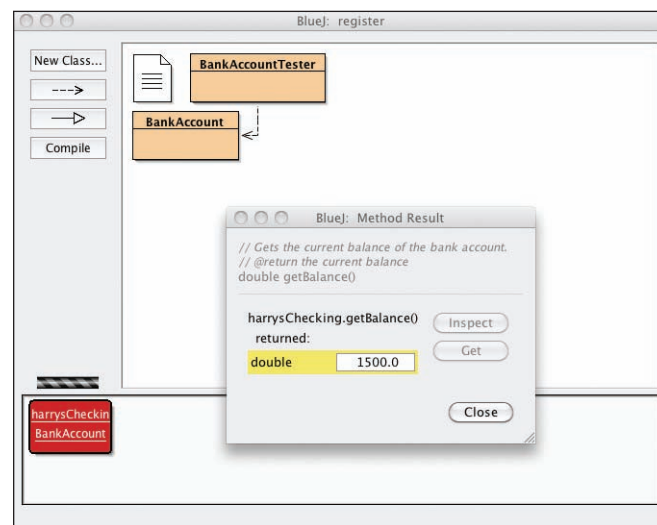 BlueJ: register
New Class...
Compile
BankAccountTester
BankAccount
BlueJ: Method Result
// Gets the current balance of the bank account.
// @return the current balance
double getBalance()
harrysChecking.getBalance()
returned:
double
1500.0
Inspect
Get
Close
harrysCheckin
BankAccount